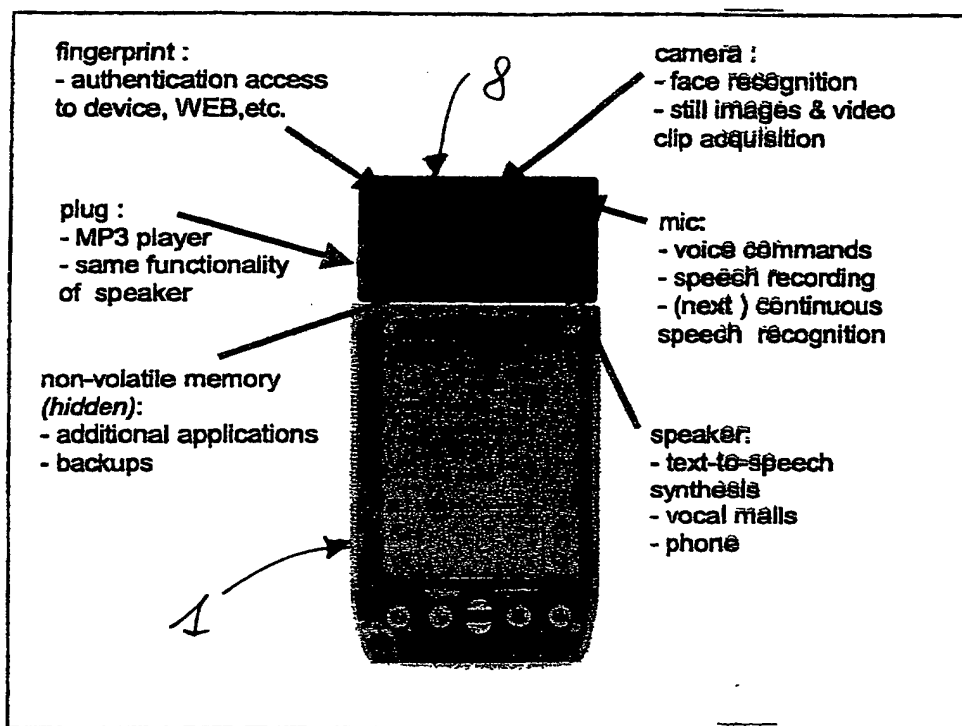 fingerprint :
- authentication access
to device, WEB,etc.
8
camera :
- face recognition
- still images & video
clip acquisition
plug :
- MP3 player
- same functionality
of speaker
mic:
- voice commands
- speech recording
- (next ) continuous
speech recognition
non-volatile memory
(hidden):
- additional applications
- backups
speaker:
- text-to-speech
synthesis
- vocal mails
- phone
1